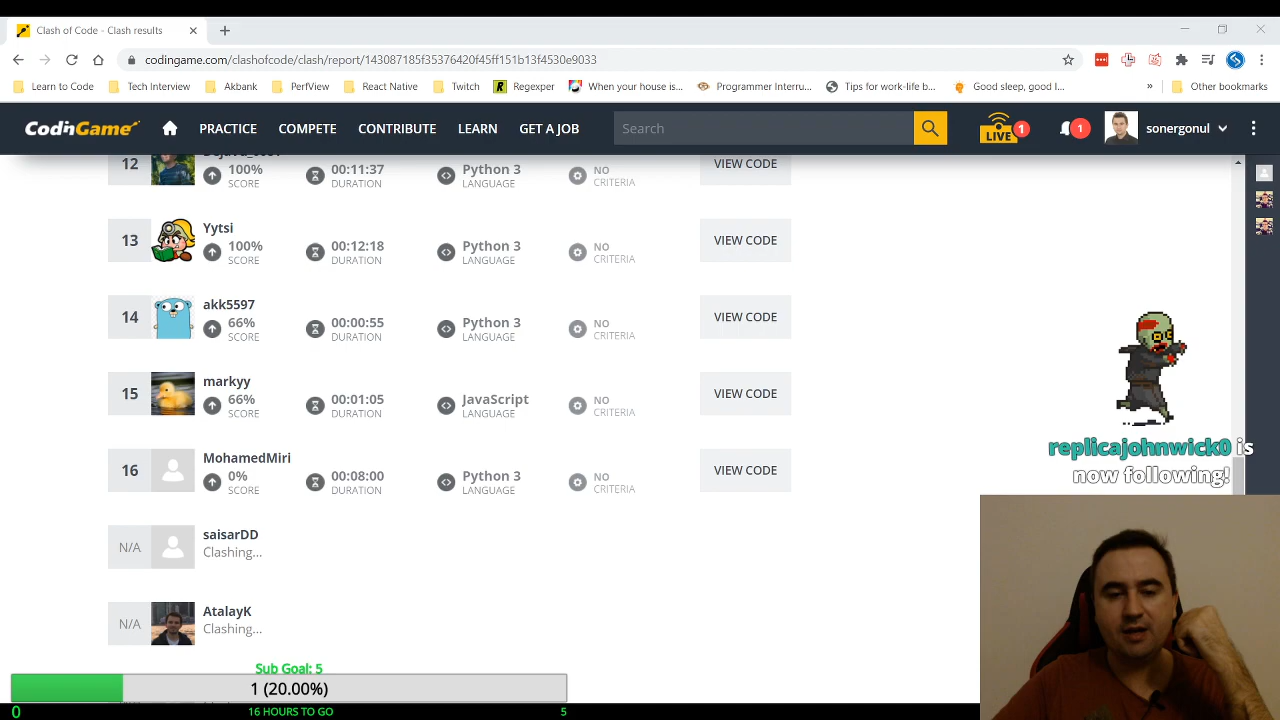 Clash of Code - Clash results
codingame.com/clashofcode/clash/report/143087185f35376420f45ff151b13f4530e9033
Learn to Code Tech Interview Akbank PerfView React Native Twitch Regexper When your house is... Programmer Interru... Tips for work-life b... Good sleep, good l... » Other bookmarks
CodinGame PRACTICE COMPETE CONTRIBUTE LEARN GET A JOB Search LIVE 1 1 sonergonul
12 100% SCORE 00:11:37 DURATION Python 3 LANGUAGE NO CRITERIA VIEW CODE
13 Yytsi 100% SCORE 00:12:18 DURATION Python 3 LANGUAGE NO CRITERIA VIEW CODE
14 akk5597 66% SCORE 00:00:55 DURATION Python 3 LANGUAGE NO CRITERIA VIEW CODE
15 markyy 66% SCORE 00:01:05 DURATION JavaScript LANGUAGE NO CRITERIA VIEW CODE
16 MohamedMiri 0% SCORE 00:08:00 DURATION Python 3 LANGUAGE NO CRITERIA VIEW CODE
replicajohnwick0 is
now following!
N/A saisarDD Clashing...
N/A AtalayK Clashing...
Sub Goal: 5
1 (20.00%)
0 16 HOURS TO GO 5